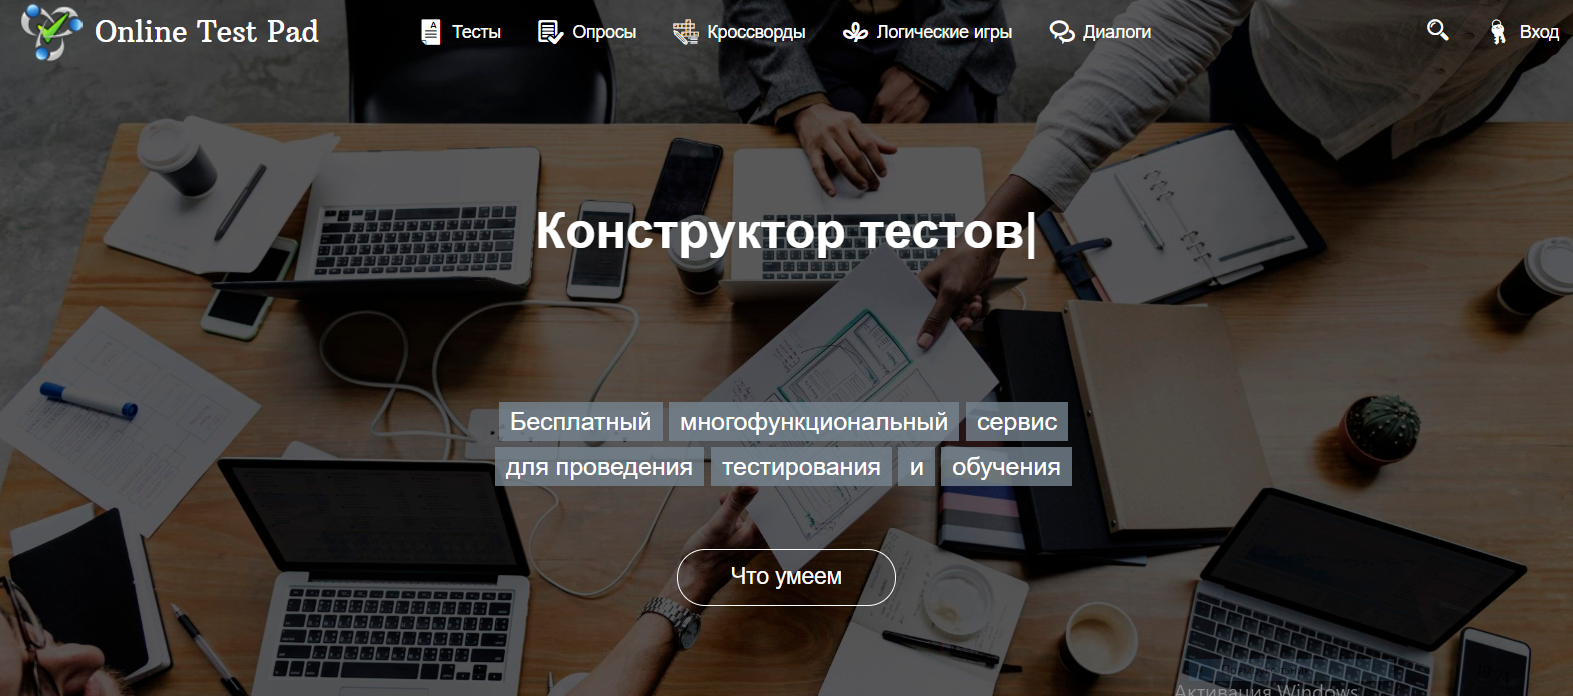 Online Test Pad
Тесты
Опросы
Кроссворды
Логические игры
Диалоги
Вход
Конструктор тестов
Бесплатный многофункциональный сервис
для проведения тестирования и обучения
Что умеем
Активация Windows